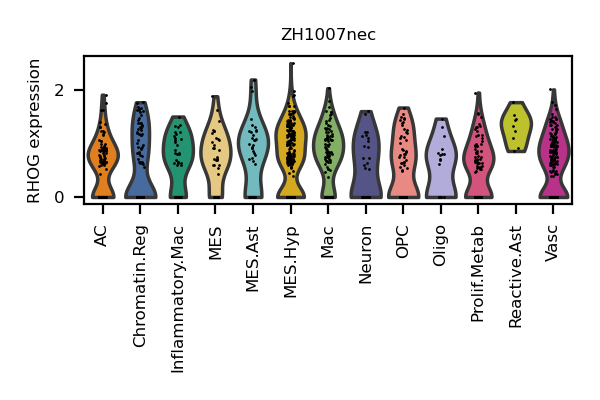 ZH1007nec
RHOG expression
2
0
AC
Chromatin.Reg
Inflammatory.Mac
MES
MES.Ast
MES.Hyp
Mac
Neuron
OPC
Oligo
Prolif.Metab
Reactive.Ast
Vasc